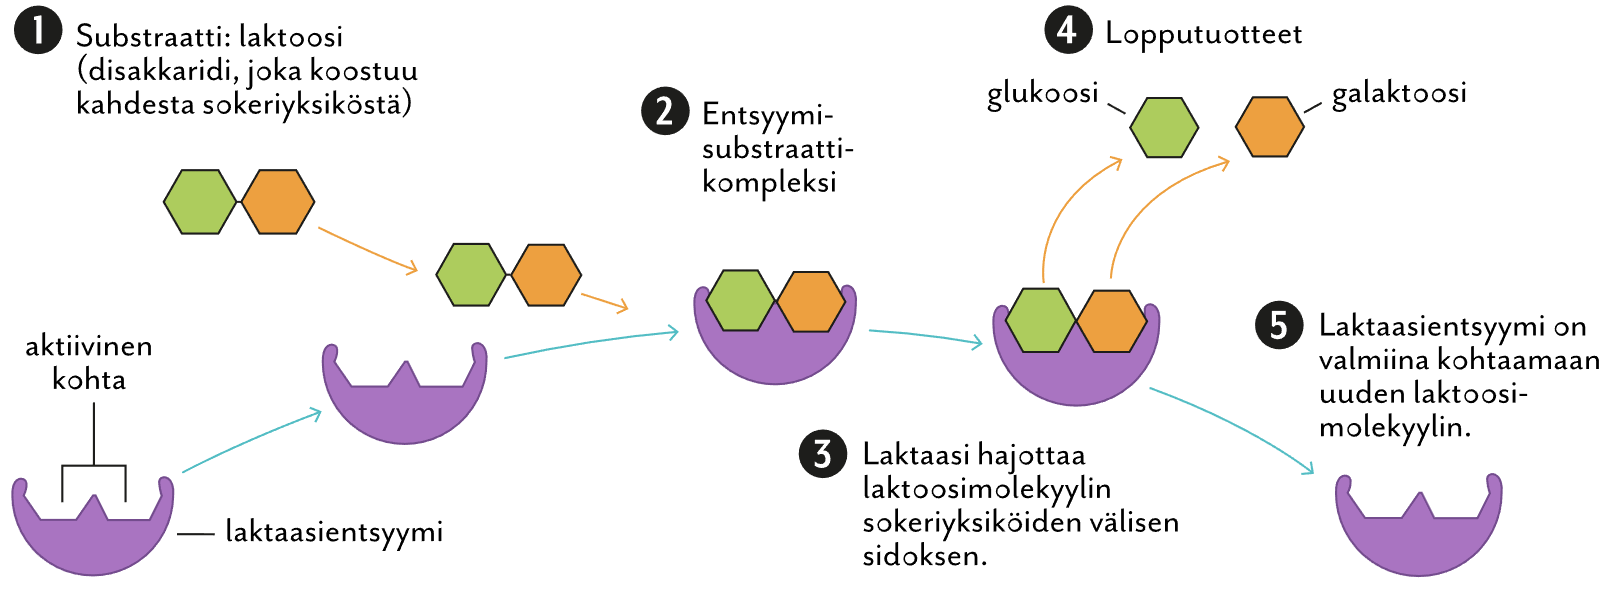 1 Substraatti: laktoosi
(disakkaridi, joka koostuu
kahdesta sokeriyksiköstä)
aktiivinen
kohta
laktaasientsyymi
2 Entsyymi-
substraatti-
kompleksi
3 Laktaasi hajottaa
laktoosimolekyylin
sokeriyksiköiden välisen
sidoksen.
4 Lopputuotteet
glukoosi
galaktoosi
5 Laktaasientsyymi on
valmiina kohtaamaan
uuden laktoosi-
molekyylin.